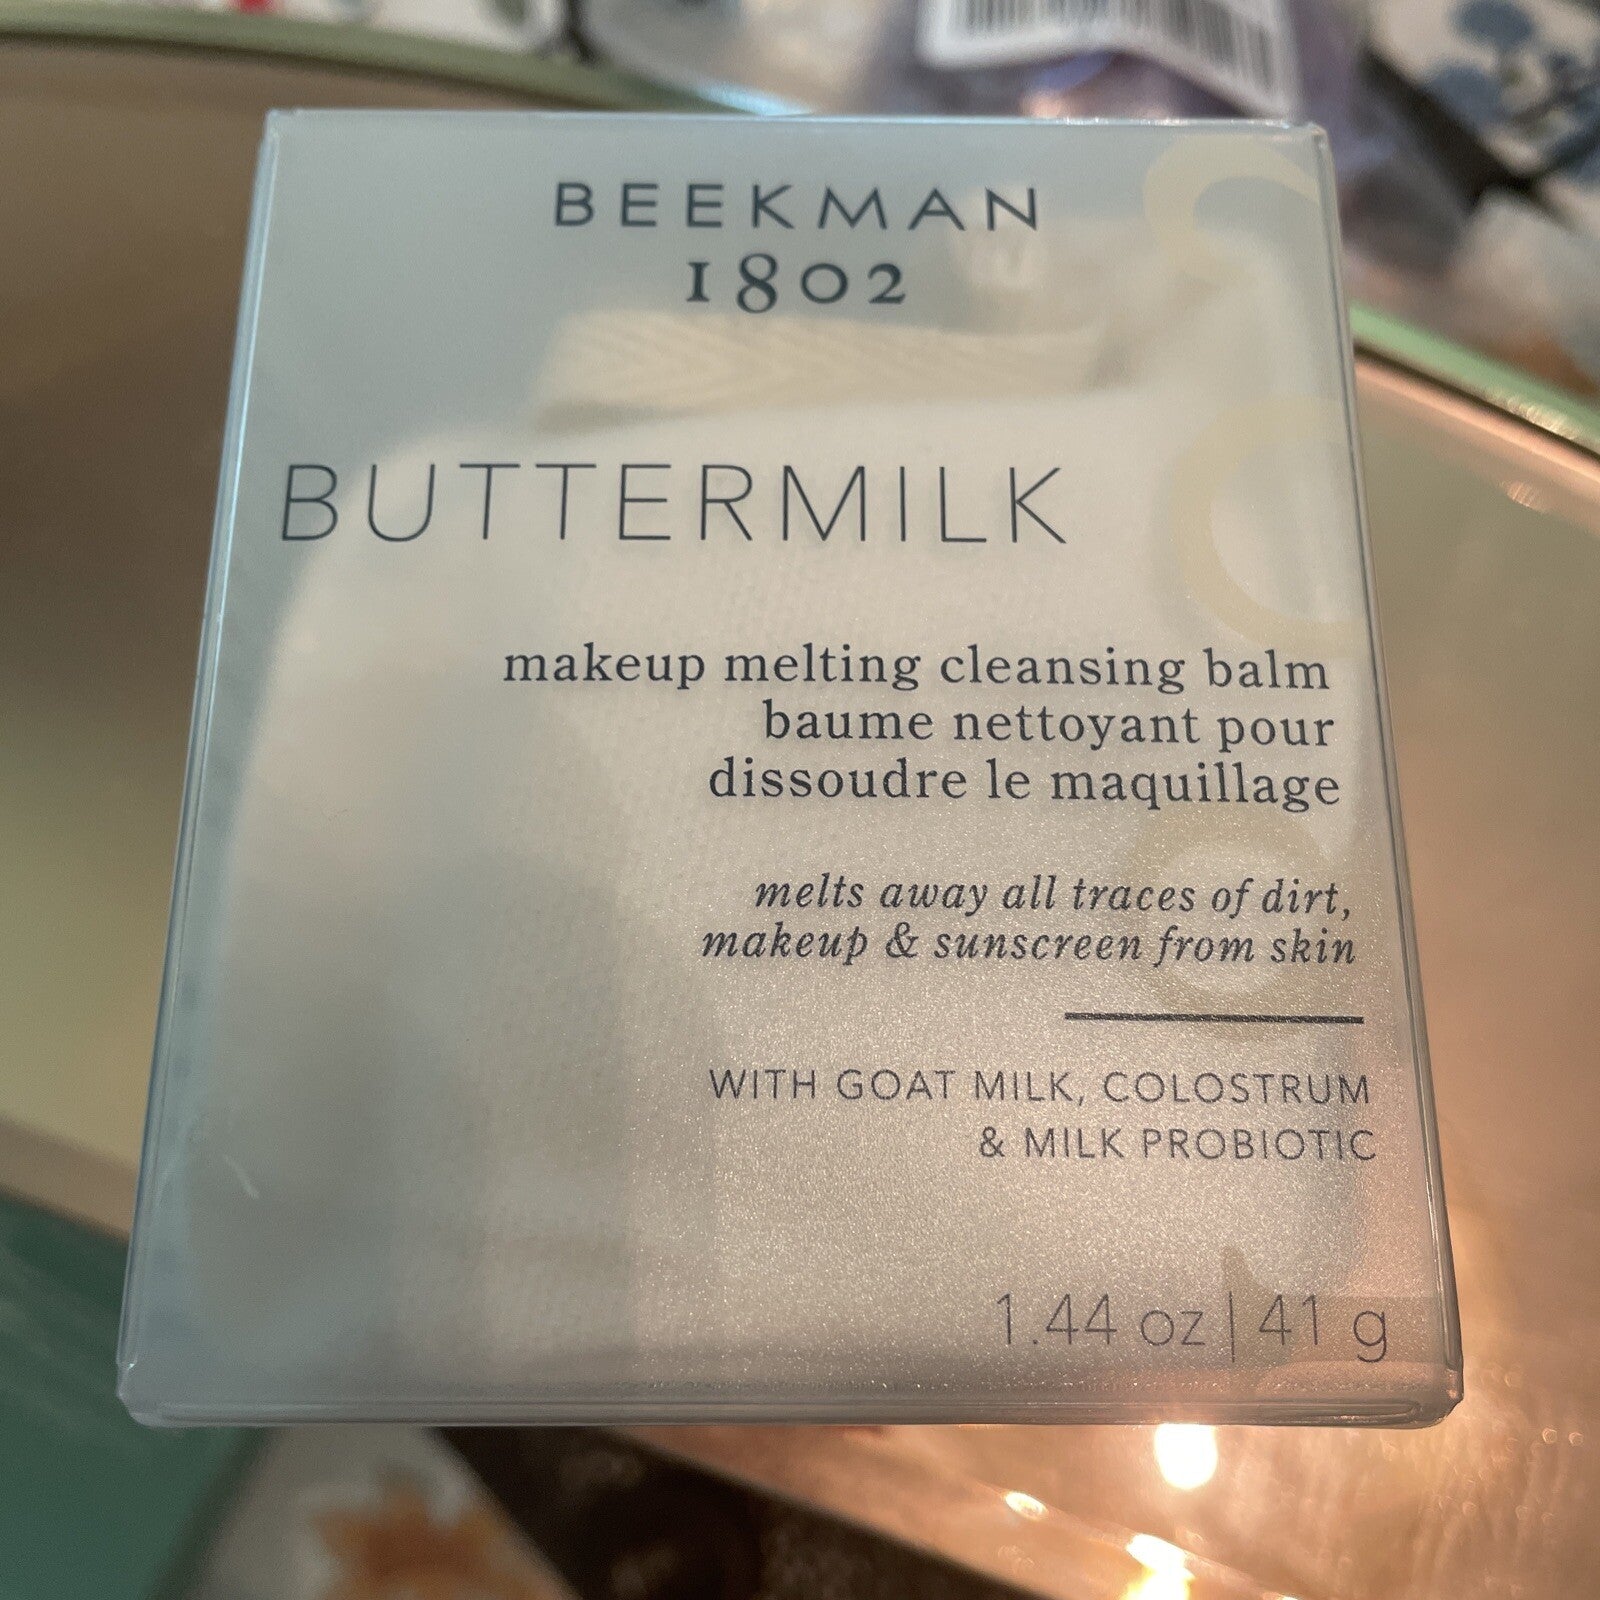 BEEKMAN
1802
BUTTERMILK
makeup melting cleansing balm
baume nettoyant pour
dissoudre le maquillage
melts away all traces of dirt,
makeup & sunscreen from skin
WITH GOAT MILK, COLOSTRUM
& MILK PROBIOTIC
1.44 oz | 41 g